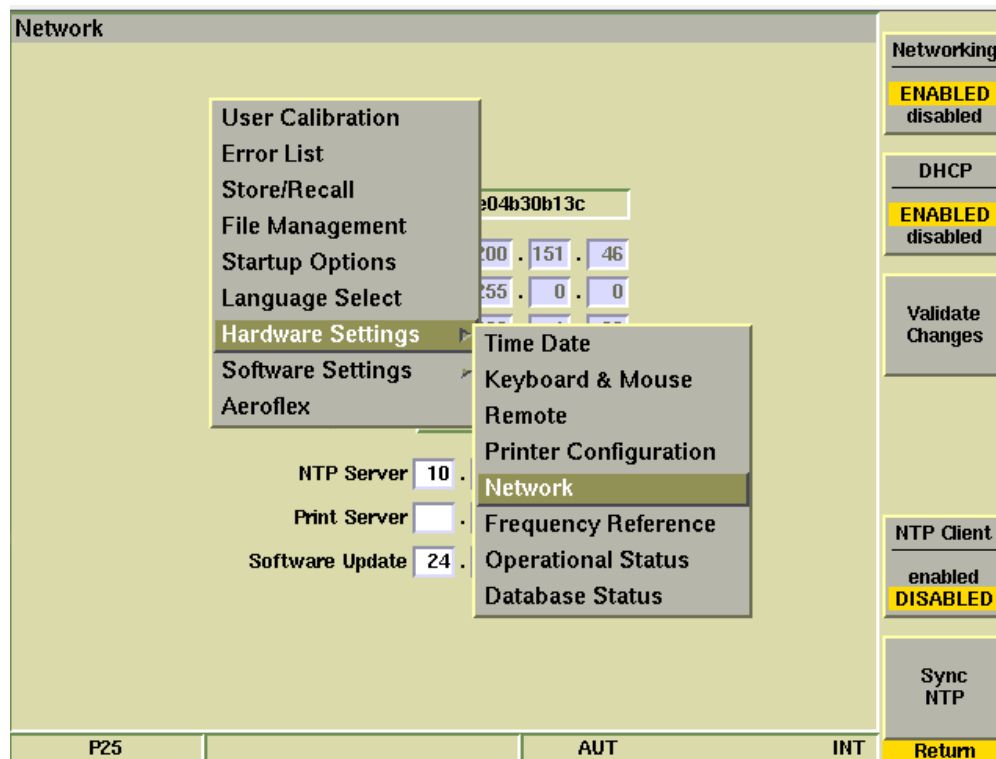 Network
Networking
ENABLED
disabled
DHCP
ENABLED
disabled
Validate
Changes
NTP Client
enabled
DISABLED
Sync
NTP
Return
User Calibration
Error List
Store/Recall
File Management
Startup Options
Language Select
Hardware Settings
Software Settings
Aeroflex
Time Date
Keyboard & Mouse
Remote
Printer Configuration
Network
Frequency Reference
Operational Status
Database Status
e04b30b13c
. 151 . 46
255 . 0 . 0
NTP Server 10 .
Print Server .
Software Update 24 .
P25 AUT INT